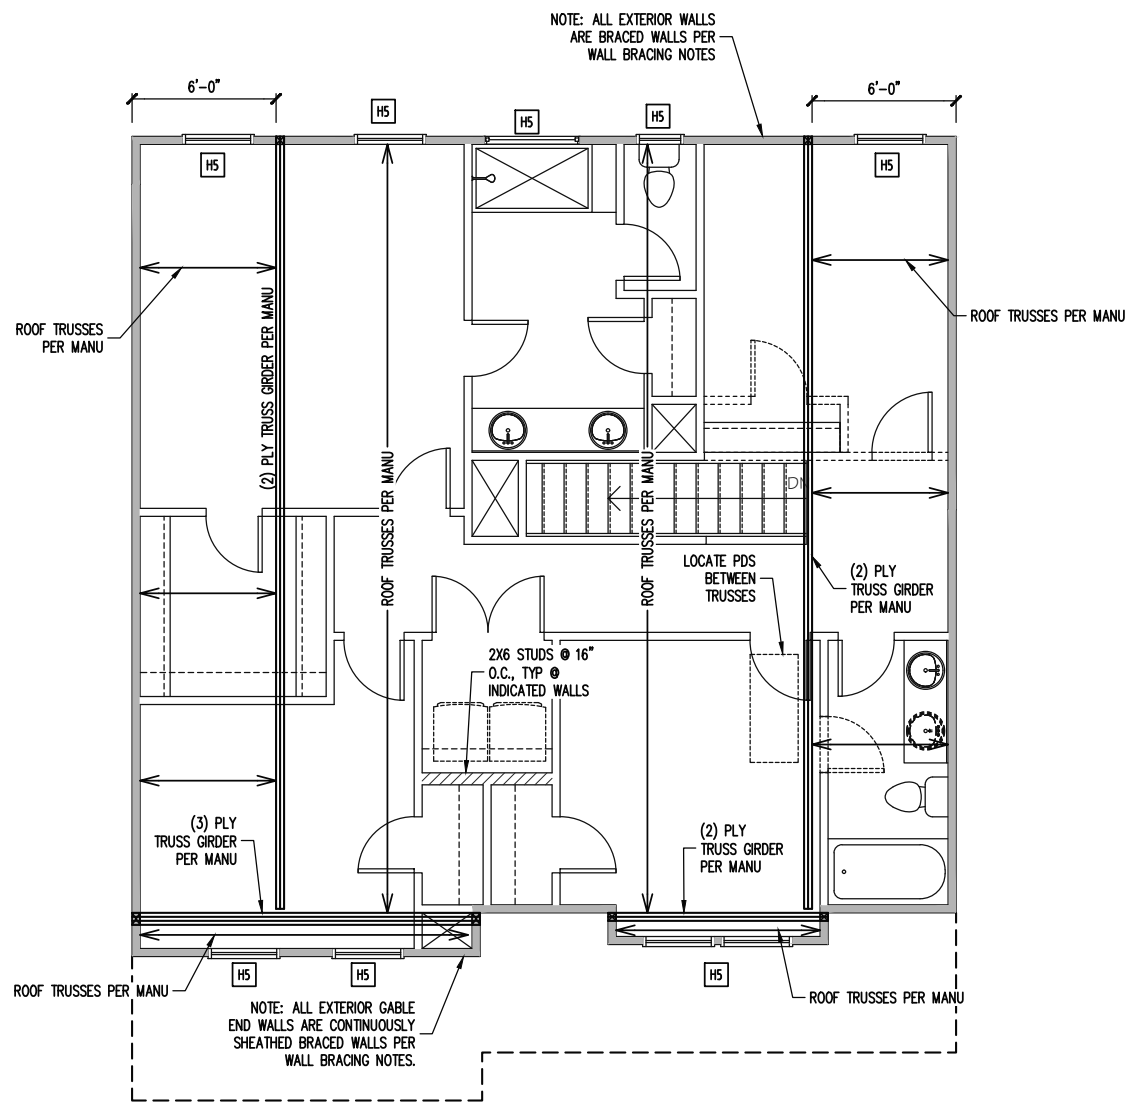 NOTE: ALL EXTERIOR WALLS
ARE BRACED WALLS PER
WALL BRACING NOTES
6'-0"
6'-0"
H5
H5
H5
H5
H5
ROOF TRUSSES
PER MANU
(2) PLY TRUSS GIRDER PER MANU
ROOF TRUSSES PER MANU
ROOF TRUSSES PER MANU
ROOF TRUSSES PER MANU
LOCATE PDS
BETWEEN
TRUSSES
(2) PLY
TRUSS GIRDER
PER MANU
2X6 STUDS @ 16"
O.C., TYP @
INDICATED WALLS
(3) PLY
TRUSS GIRDER
PER MANU
(2) PLY
TRUSS GIRDER
PER MANU
H5
H5
H5
ROOF TRUSSES PER MANU
ROOF TRUSSES PER MANU
NOTE: ALL EXTERIOR GABLE
END WALLS ARE CONTINUOUSLY
SHEATHED BRACED WALLS PER
WALL BRACING NOTES.